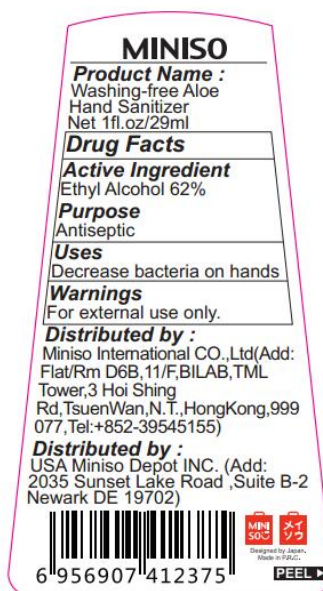 MINISO
Product Name :
Washing-free Aloe
Hand Sanitizer
Net 1fl.oz/29ml
Drug Facts
Active Ingredient
Ethyl Alcohol 62%
Purpose
Antiseptic
Uses
Decrease bacteria on hands
Warnings
For external use only.
Distributed by :
Miniso International CO.,Ltd(Add:
Flat/Rm D6B,11/F,BILAB,TML
Tower,3 Hoi Shing
Rd,TsuenWan,N.T.,HongKong,999
077,Tel:+852-39545155)
Distributed by :
USA Miniso Depot INC. (Add:
2035 Sunset Lake Road ,Suite B-2
Newark DE 19702)
MINI
SO
メイ
ソウ
Designed by Japan.
Made in P.R.C.
6 956907 412375
PEEL